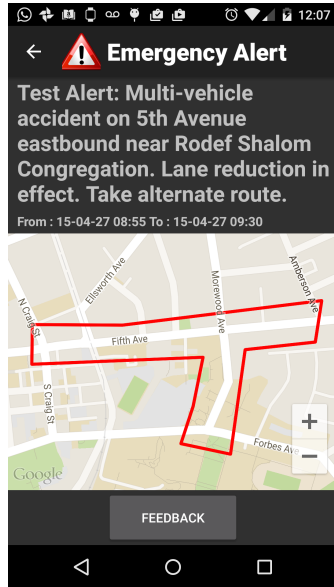 12:07
Emergency Alert
Test Alert: Multi-vehicle
accident on 5th Avenue
eastbound near Rodef Shalom
Congregation. Lane reduction in
effect. Take alternate route.
From : 15-04-27 08:55 To : 15-04-27 09:30
Amberson Ave
Ellsworth Ave
Morewood Ave
N Craig St
Fifth Ave
S Craig St
Forbes Ave
+
−
Google
FEEDBACK